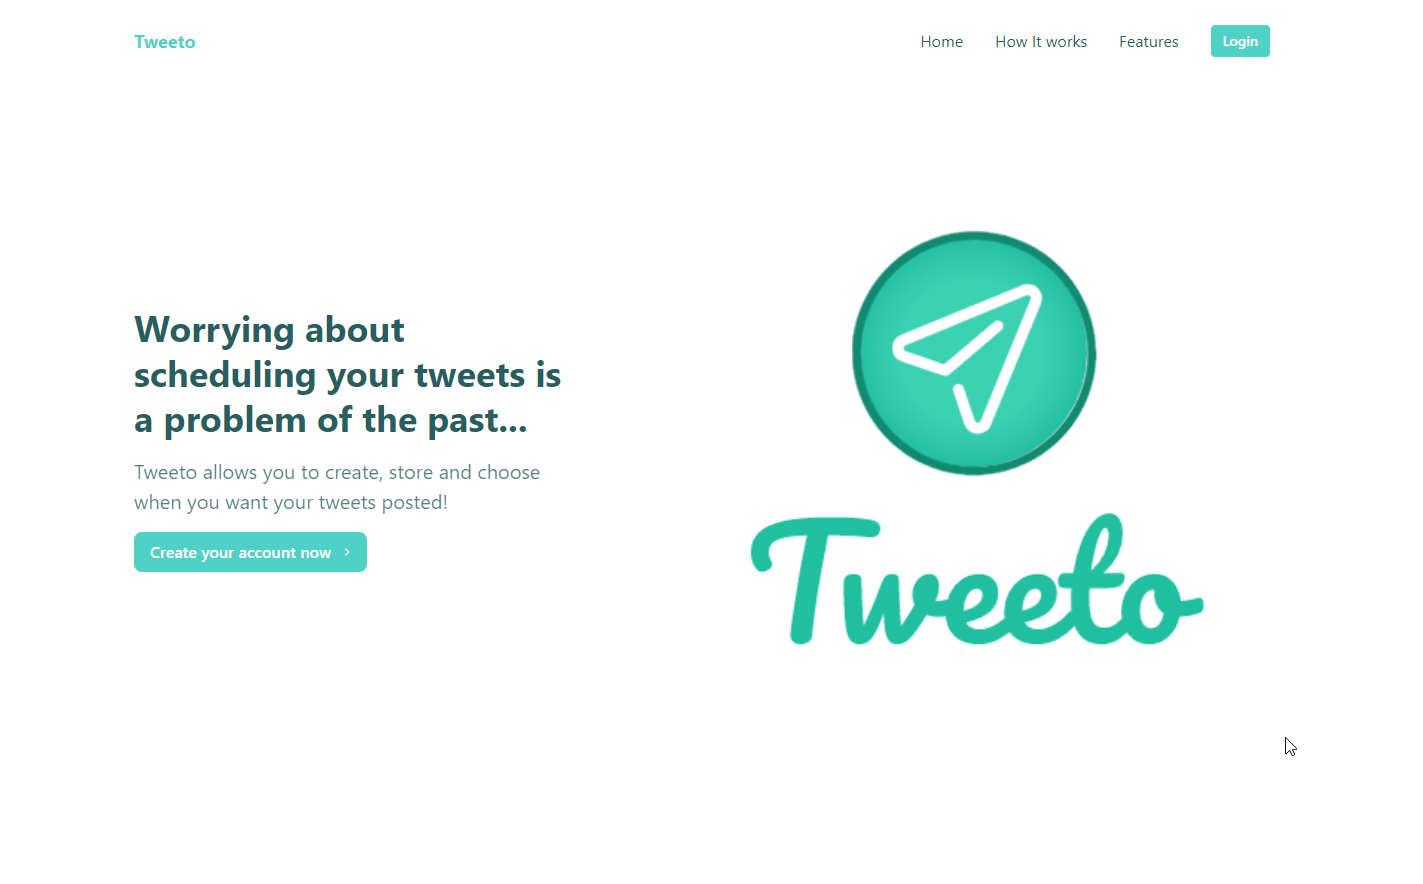 Tweeto
Home
How It works
Features
Login
Worrying about
scheduling your tweets is
a problem of the past...
Tweeto allows you to create, store and choose
when you want your tweets posted!
Create your account now
Tweeto